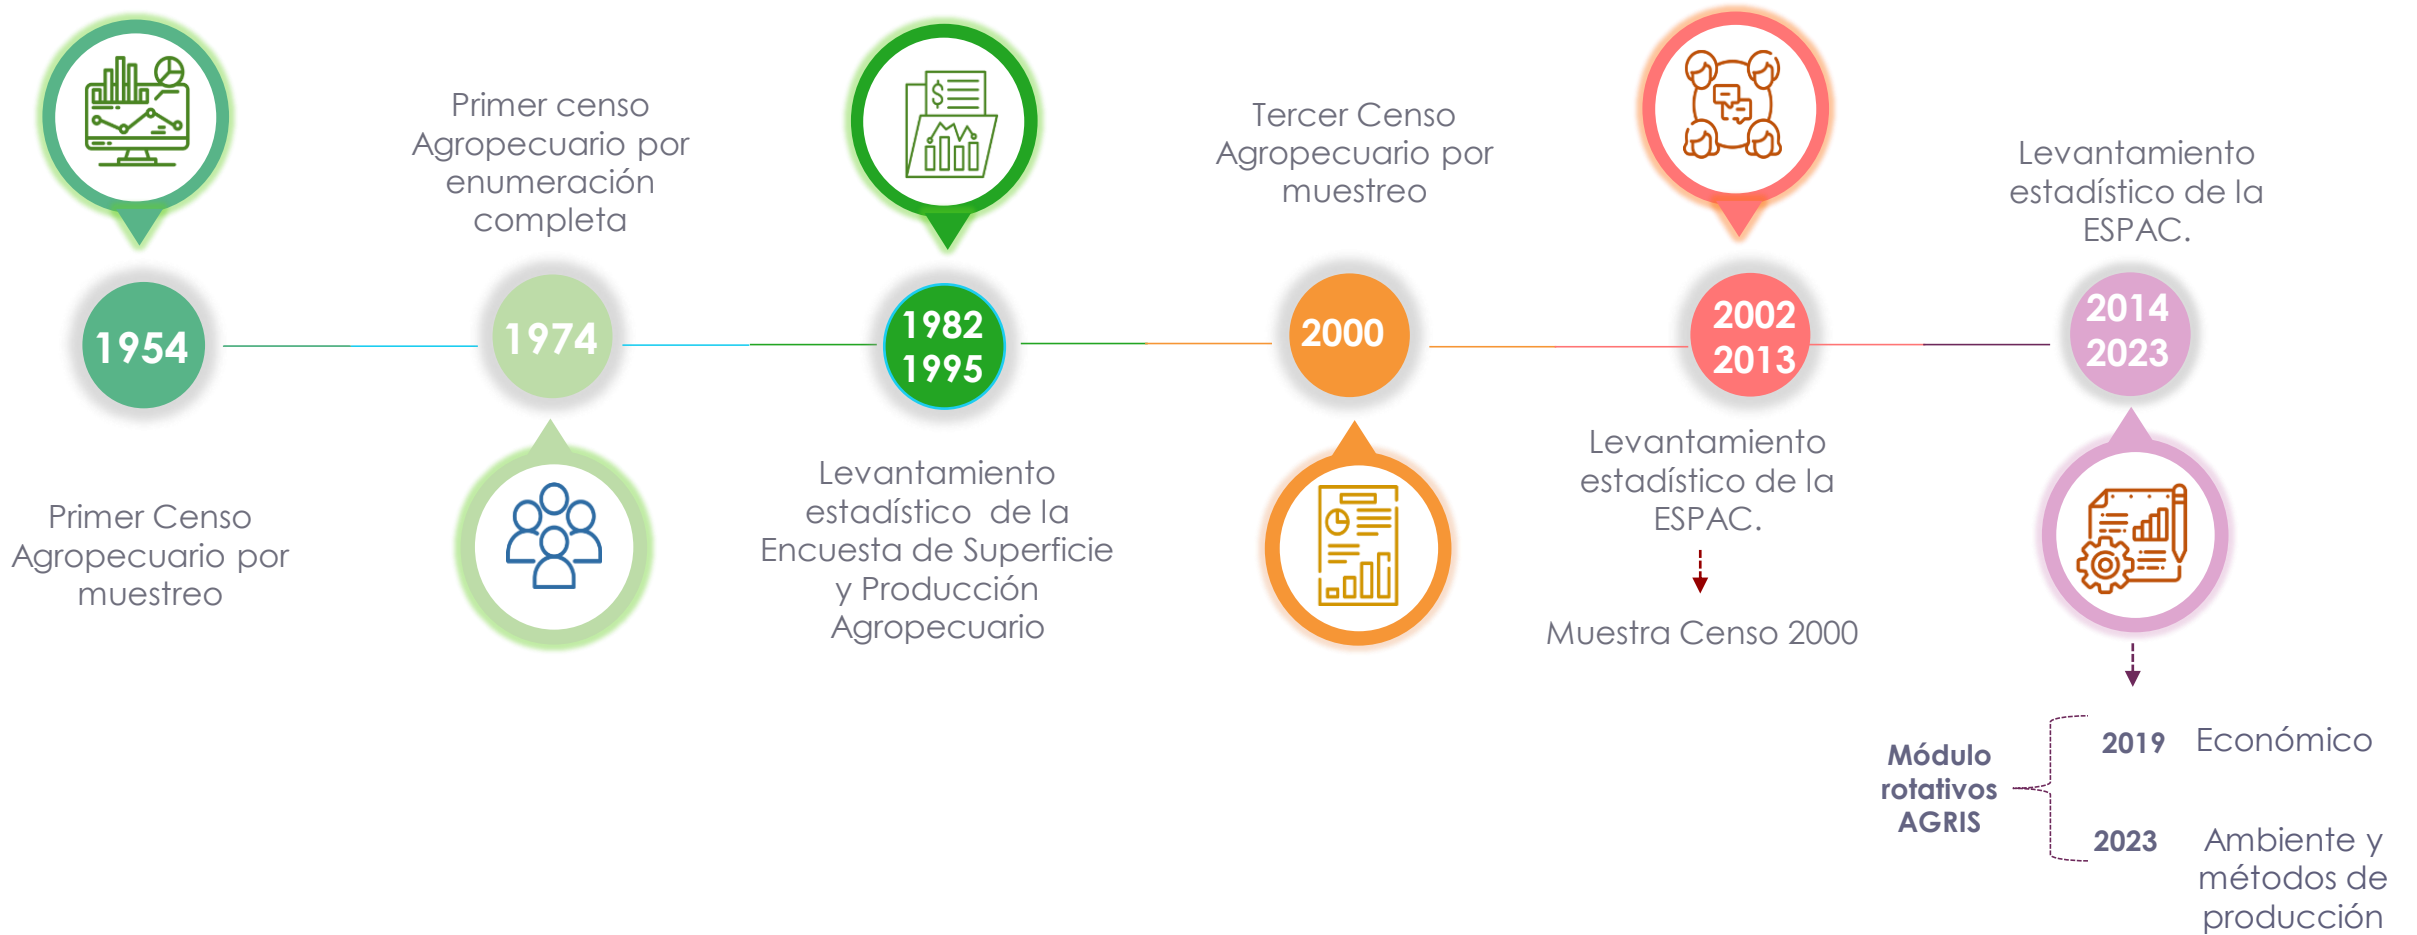 1954
Primer Censo
Agropecuario por
muestreo
Primer censo
Agropecuario por
enumeración
completa
1974
1982
1995
Levantamiento
estadístico  de la
Encuesta de Superficie
y Producción
Agropecuario
Tercer Censo
Agropecuario por
muestreo
2000
2002
2013
Levantamiento
estadístico de la
ESPAC.
Muestra Censo 2000
Levantamiento
estadístico de la
ESPAC.
2014
2023
Módulo
rotativos
AGRIS
2019 Económico
2023 Ambiente y
métodos de
producción